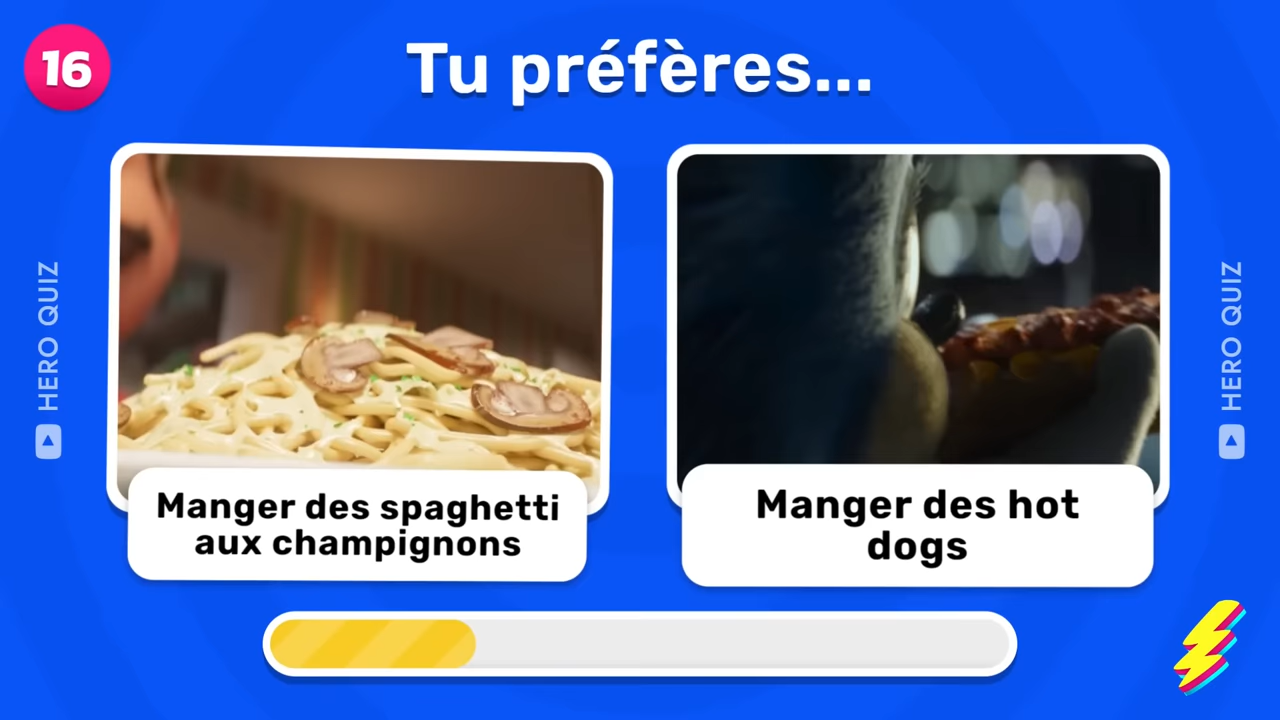 16
Tu préfères...
HERO QUIZ
HERO QUIZ
Manger des spaghetti
aux champignons
Manger des hot
dogs